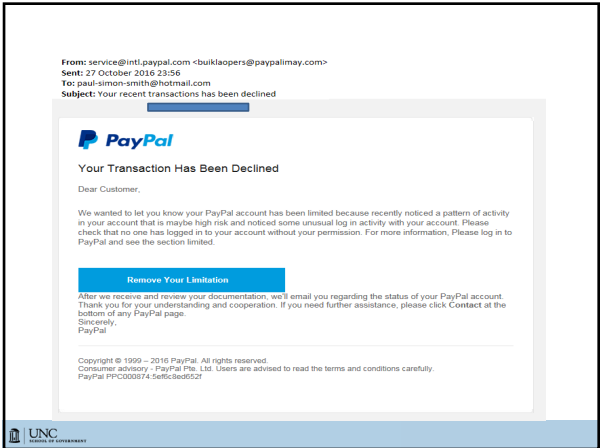 From: service@intl.paypal.com <buiklaopers@paypalimay.com>
Sent: 27 October 2016 23:56
To: paul-simon-smith@hotmail.com
Subject: Your recent transactions has been declined
PayPal
Your Transaction Has Been Declined
Dear Customer,
We wanted to let you know your PayPal account has been limited because recently noticed a pattern of activity
in your account that is maybe high risk and noticed some unusual log in activity with your account. Please
check that no one has logged in to your account without your permission. For more information, Please log in to
PayPal and see the section limited.
Remove Your Limitation
After we receive and review your documentation, we'll email you regarding the status of your PayPal account.
Thank you for your understanding and cooperation. If you need further assistance, please click Contact at the
bottom of any PayPal page.
Sincerely,
PayPal
Copyright © 1999 – 2016 PayPal. All rights reserved.
Consumer advisory - PayPal Pte. Ltd. Users are advised to read the terms and conditions carefully.
PayPal PPC000874:5ef6c8ed652f
UNC
SCHOOL OF GOVERNMENT